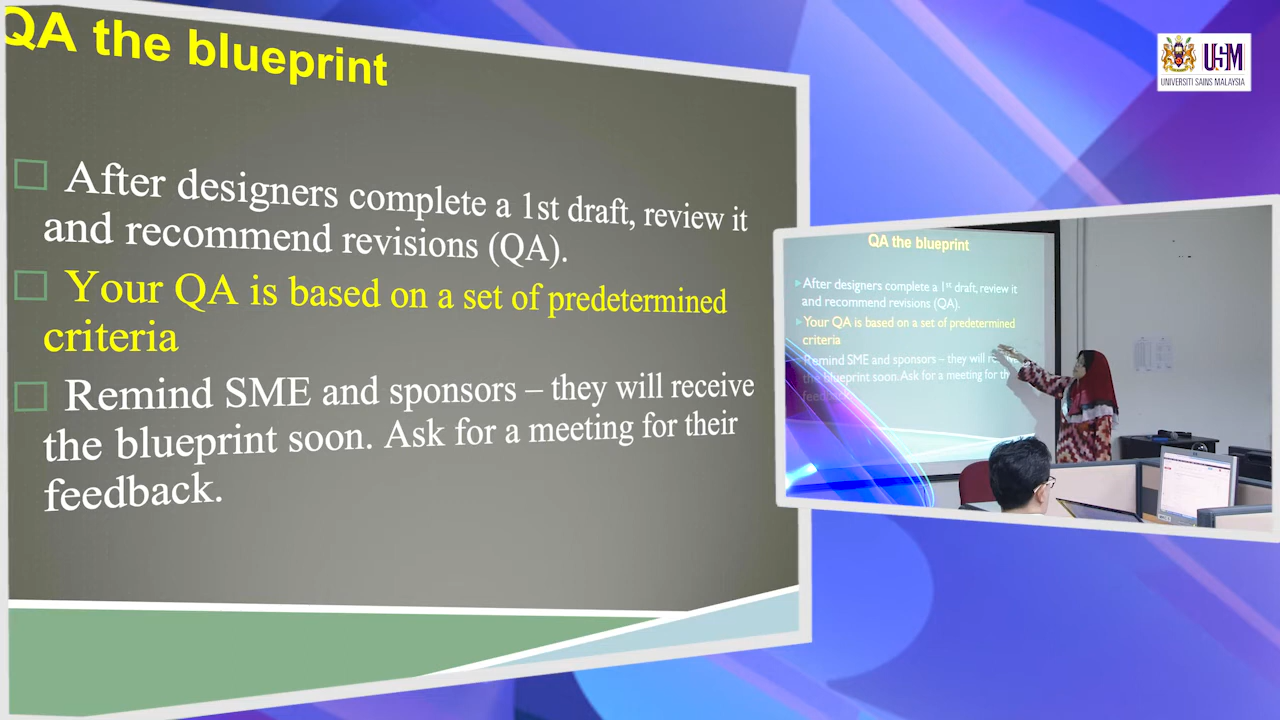 QA the blueprint
After designers complete a 1st draft, review it
and recommend revisions (QA).
Your QA is based on a set of predetermined
criteria
Remind SME and sponsors – they will receive
the blueprint soon. Ask for a meeting for their
feedback.
USM
UNIVERSITI SAINS MALAYSIA
QA the blueprint
After designers complete a 1st draft, review it
and recommend revisions (QA).
Your QA is based on a set of predetermined
criteria
Remind SME and sponsors – they will
the blueprint soon. Ask for a meeting for
feedback.